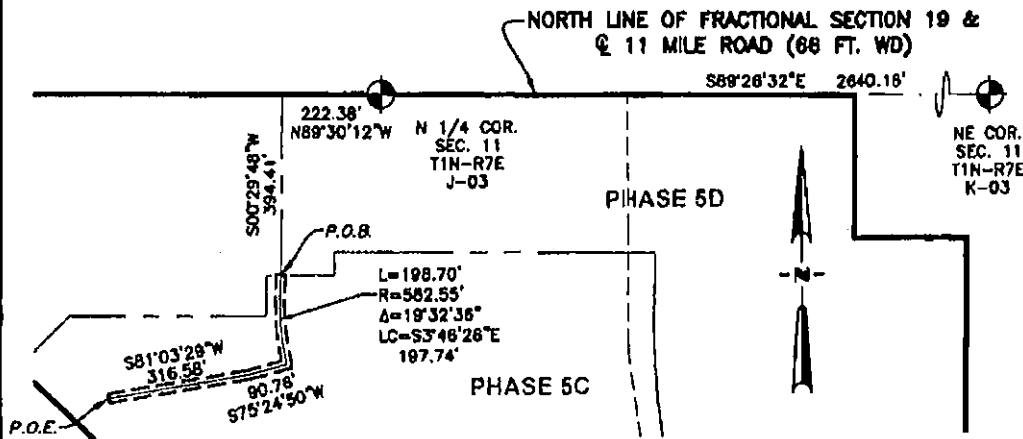 NORTH LINE OF FRACTIONAL SECTION 19 &
℄ 11 MILE ROAD (66 FT. WD)
S89°26'32"E 2640.16'
222.38'
N89°30'12"W
N 1/4 COR.
SEC. 11
T1N-R7E
J-03
NE COR.
SEC. 11
T1N-R7E
K-03
S00°29'48"W
394.41'
PHASE 5D
P.O.B.
L=198.70'
R=582.55'
Δ=19°32'36"
LC=S3°46'26"E
197.74'
-N-
S81°03'29"W
316.58'
90.76'
S75°24'50"W
PHASE 5C
P.O.E.